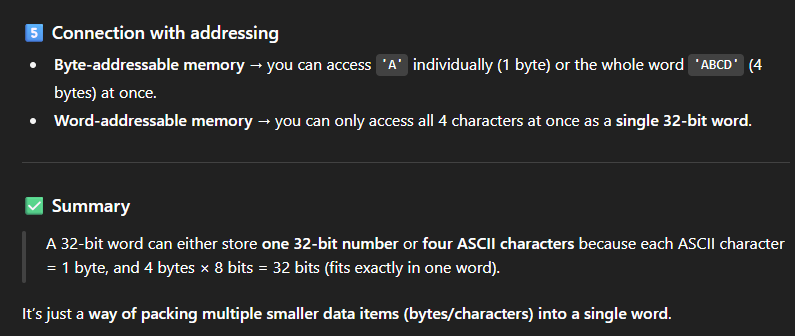 5 Connection with addressing
• Byte-addressable memory → you can access 'A' individually (1 byte) or the whole word 'ABCD' (4
bytes) at once.
• Word-addressable memory → you can only access all 4 characters at once as a single 32-bit word.
✅ Summary
A 32-bit word can either store one 32-bit number or four ASCII characters because each ASCII character
= 1 byte, and 4 bytes × 8 bits = 32 bits (fits exactly in one word).
It's just a way of packing multiple smaller data items (bytes/characters) into a single word.